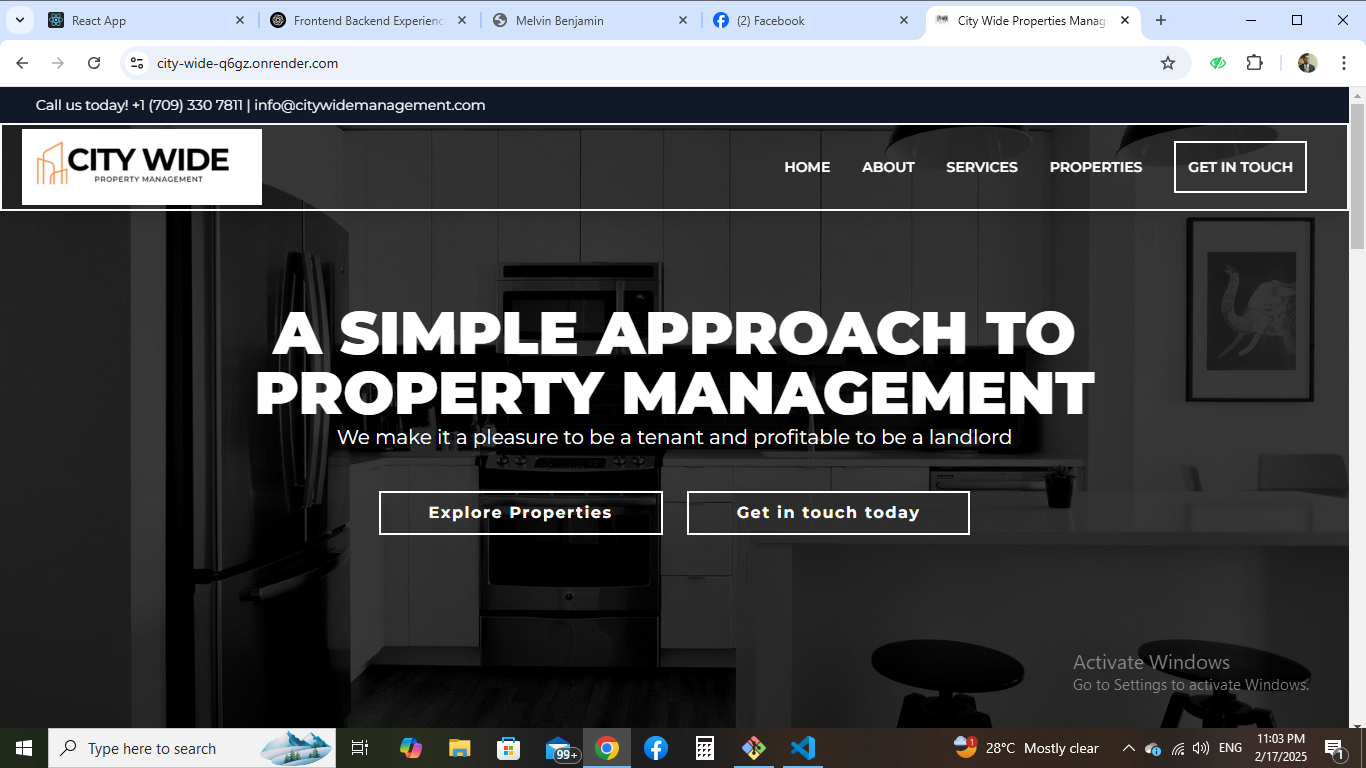 React App
Frontend Backend Experienc
Melvin Benjamin
(2) Facebook
City Wide Properties Manag
city-wide-q6gz.onrender.com
Call us today! +1 (709) 330 7811 | info@citywidemanagement.com
CITY WIDE
PROPERTY MANAGEMENT
HOME ABOUT SERVICES PROPERTIES GET IN TOUCH
A SIMPLE APPROACH TO
PROPERTY MANAGEMENT
We make it a pleasure to be a tenant and profitable to be a landlord
Explore Properties Get in touch today
Activate Windows
Go to Settings to activate Windows.
Type here to search
99+
1
28°C Mostly clear
ENG
11:03 PM
2/17/2025
1